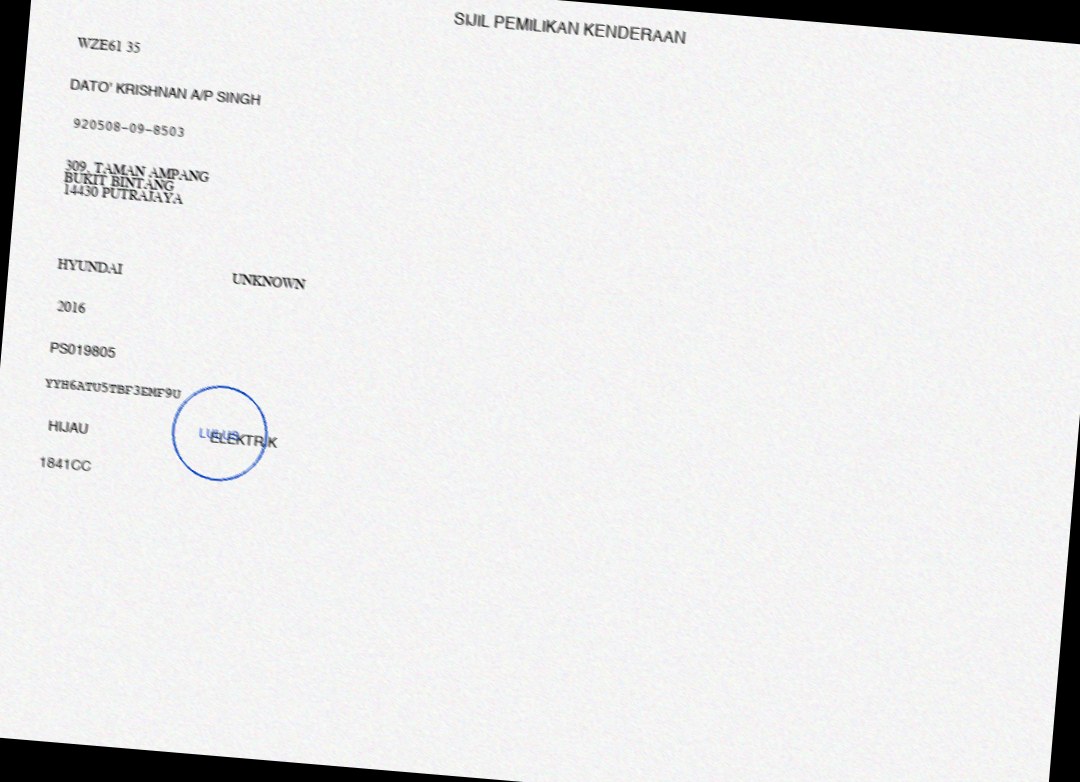 SIJIL PEMILIKAN KENDERAAN
WZE61 35
DATO' KRISHNAN A/P SINGH
920508-09-8503
309, TAMAN AMPANG
BUKIT BINTANG
14430 PUTRAJAYA
HYUNDAI UNKNOWN
2016
PS019805
YYH6ATU5TBF3EMF9U
HIJAU ELEKTRIK
LULUS
1841CC